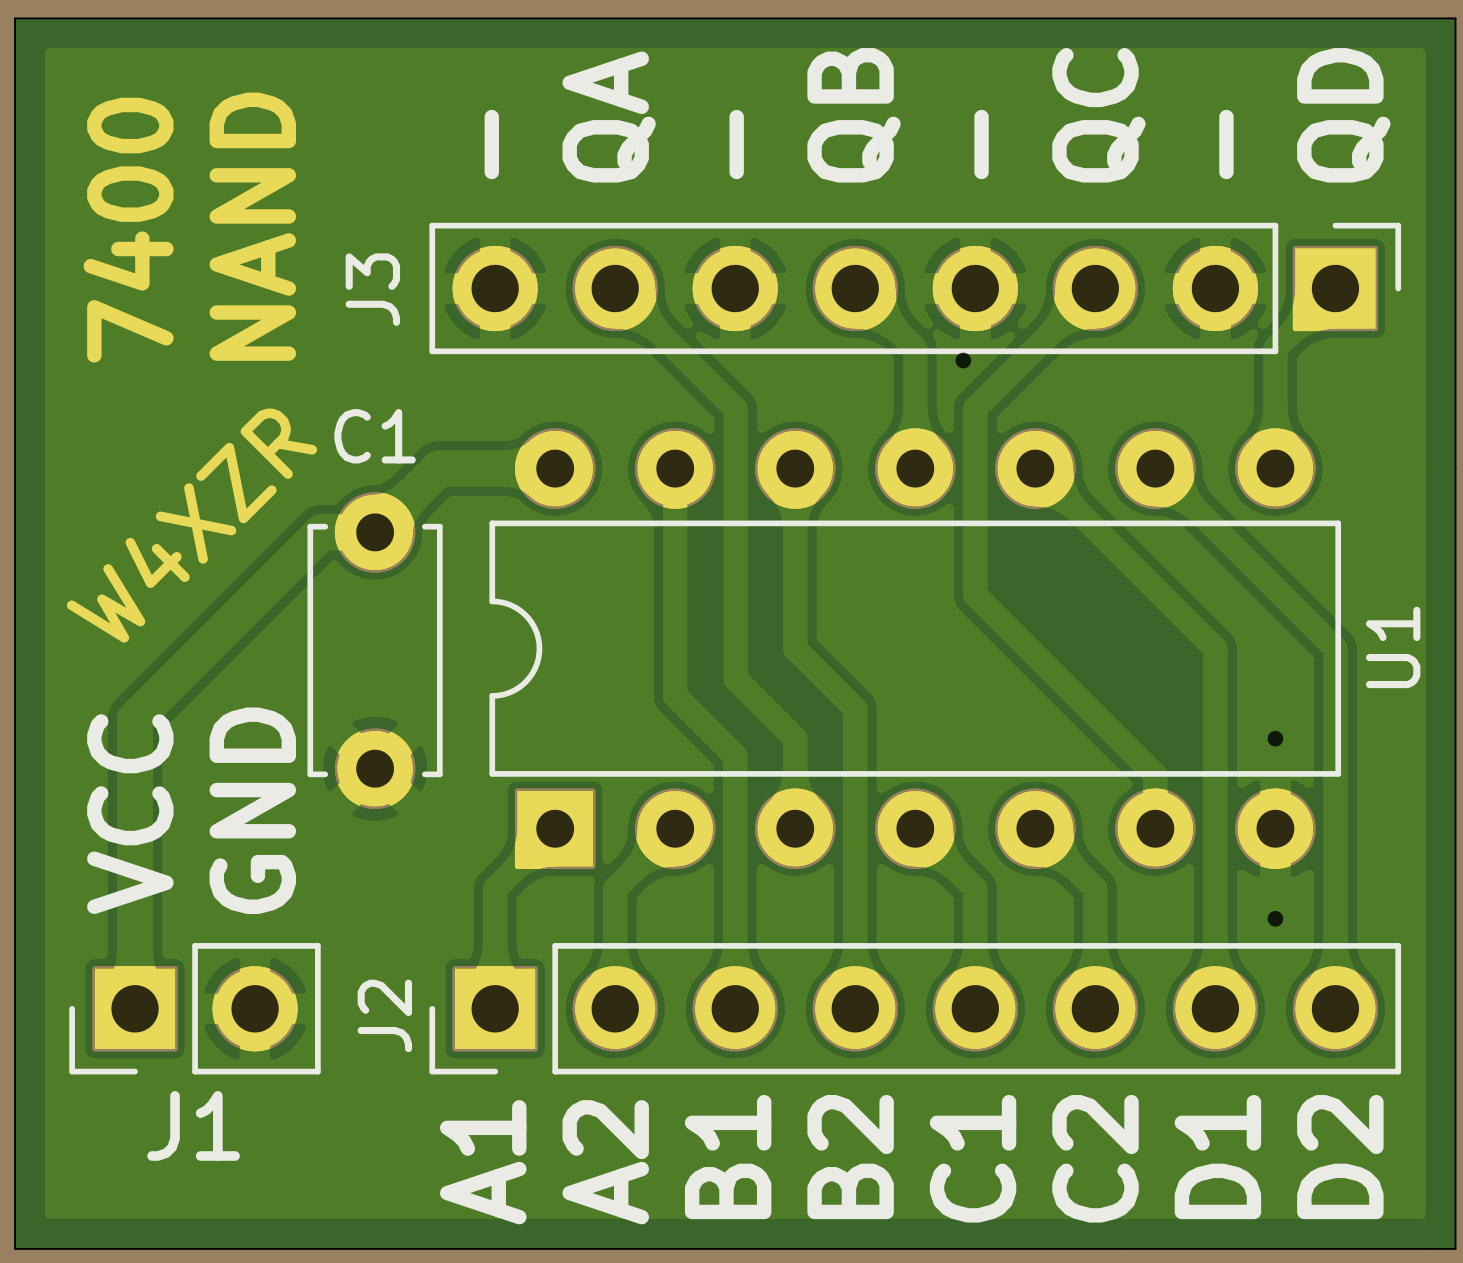 7400
NAND
W4XZR
— QA — QB — QC — QD
J3
C1
U1
VCC
GND
J1
J2
A1 A2 B1 B2 C1 C2 D1 D2